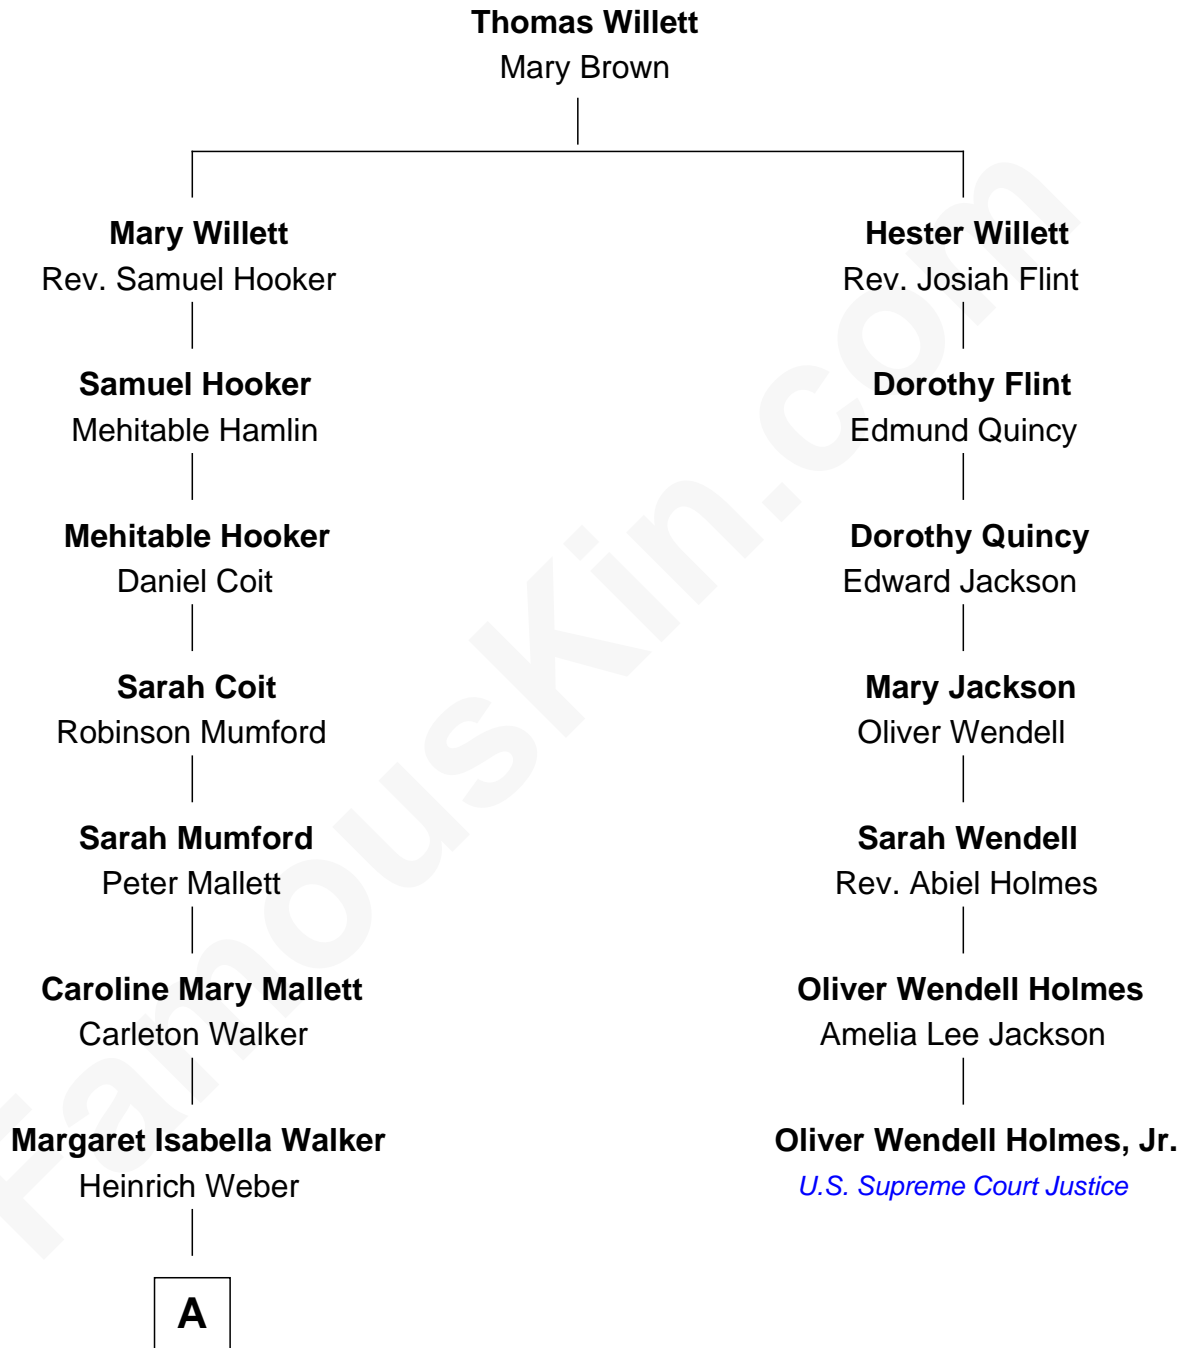 Thomas Willett
Mary Brown
Mary Willett
Rev. Samuel Hooker
Hester Willett
Rev. Josiah Flint
Samuel Hooker
Mehitable Hamlin
Dorothy Flint
Edmund Quincy
Mehitable Hooker
Daniel Coit
Dorothy Quincy
Edward Jackson
Sarah Coit
Robinson Mumford
Mary Jackson
Oliver Wendell
Sarah Mumford
Peter Mallett
Sarah Wendell
Rev. Abiel Holmes
Caroline Mary Mallett
Carleton Walker
Oliver Wendell Holmes
Amelia Lee Jackson
Margaret Isabella Walker
Heinrich Weber
Oliver Wendell Holmes, Jr.
U.S. Supreme Court Justice
A
FamousKin.com